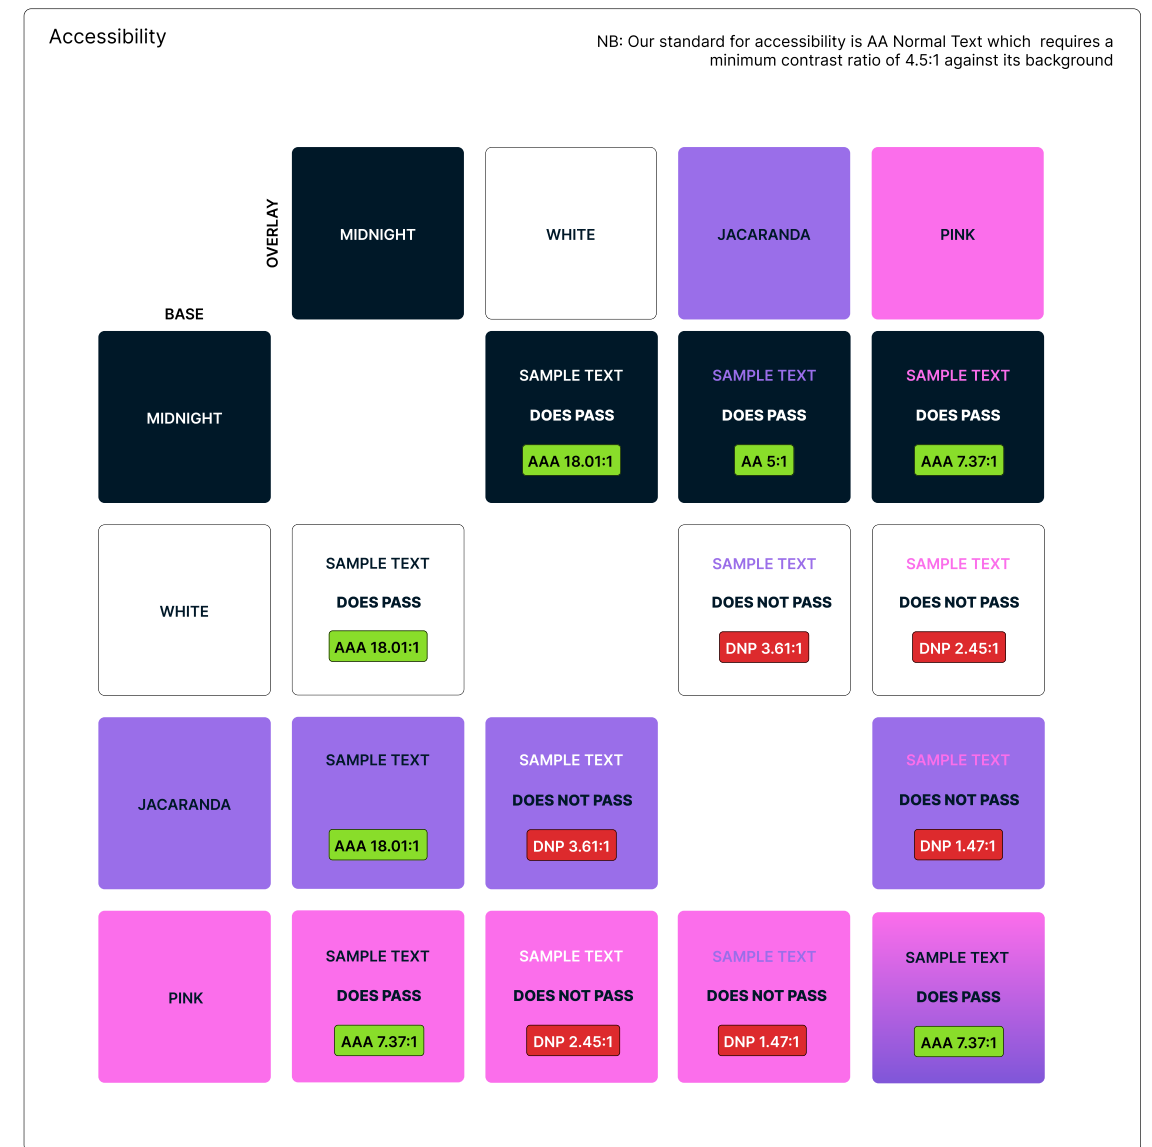 Accessibility
NB: Our standard for accessibility is AA Normal Text which  requires a
minimum contrast ratio of 4.5:1 against its background
OVERLAY
MIDNIGHT
WHITE
JACARANDA
PINK
BASE
MIDNIGHT
SAMPLE TEXT
DOES PASS
AAA 18.01:1
SAMPLE TEXT
DOES PASS
AA 5:1
SAMPLE TEXT
DOES PASS
AAA 7.37:1
WHITE
SAMPLE TEXT
DOES PASS
AAA 18.01:1
SAMPLE TEXT
DOES NOT PASS
DNP 3.61:1
SAMPLE TEXT
DOES NOT PASS
DNP 2.45:1
JACARANDA
SAMPLE TEXT
AAA 18.01:1
SAMPLE TEXT
DOES NOT PASS
DNP 3.61:1
SAMPLE TEXT
DOES NOT PASS
DNP 1.47:1
PINK
SAMPLE TEXT
DOES PASS
AAA 7.37:1
SAMPLE TEXT
DOES NOT PASS
DNP 2.45:1
SAMPLE TEXT
DOES NOT PASS
DNP 1.47:1
SAMPLE TEXT
DOES PASS
AAA 7.37:1